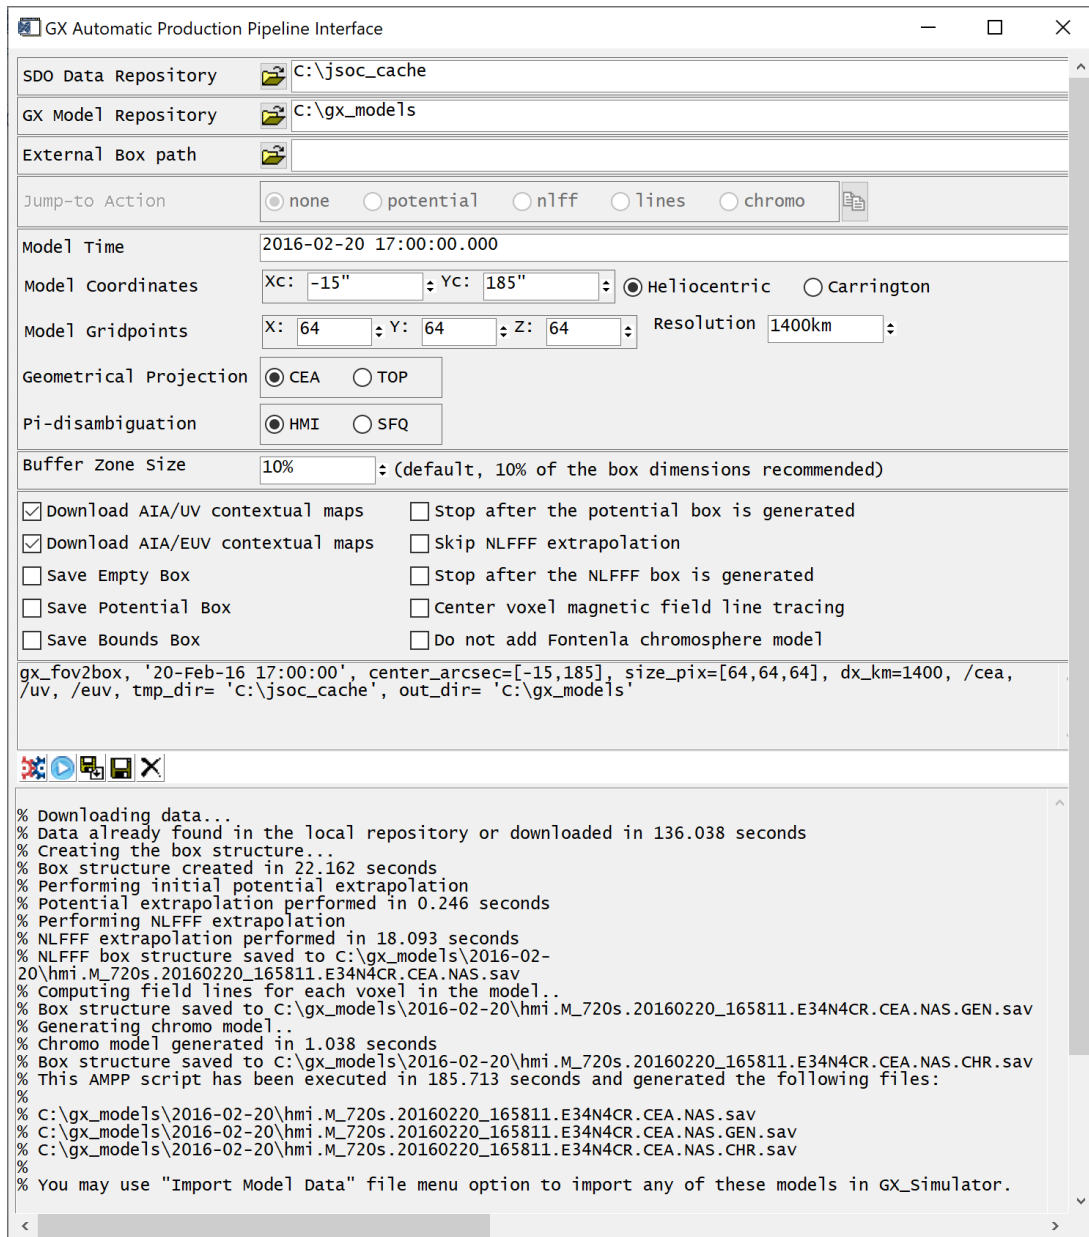 GX Automatic Production Pipeline Interface
SDO Data Repository C:\jsoc_cache
GX Model Repository C:\gx_models
External Box path
Jump-to Action none potential nlff lines chromo
Model Time 2016-02-20 17:00:00.000
Model Coordinates Xc: -15" Yc: 185" Heliocentric Carrington
Model Gridpoints X: 64 Y: 64 Z: 64 Resolution 1400km
Geometrical Projection CEA TOP
Pi-disambiguation HMI SFQ
Buffer Zone Size 10% (default, 10% of the box dimensions recommended)
Download AIA/UV contextual maps Stop after the potential box is generated
Download AIA/EUV contextual maps Skip NLFFF extrapolation
Save Empty Box Stop after the NLFFF box is generated
Save Potential Box Center voxel magnetic field line tracing
Save Bounds Box Do not add Fontenla chromosphere model
gx_fov2box, '20-Feb-16 17:00:00', center_arcsec=[-15,185], size_pix=[64,64,64], dx_km=1400, /cea,
/uv, /euv, tmp_dir= 'C:\jsoc_cache', out_dir= 'C:\gx_models'
% Downloading data...
% Data already found in the local repository or downloaded in 136.038 seconds
% Creating the box structure...
% Box structure created in 22.162 seconds
% Performing initial potential extrapolation
% Potential extrapolation performed in 0.246 seconds
% Performing NLFFF extrapolation
% NLFFF extrapolation performed in 18.093 seconds
% NLFFF box structure saved to C:\gx_models\2016-02-
20\hmi.M_720s.20160220_165811.E34N4CR.CEA.NAS.sav
% Computing field lines for each voxel in the model..
% Box structure saved to C:\gx_models\2016-02-20\hmi.M_720s.20160220_165811.E34N4CR.CEA.NAS.GEN.sav
% Generating chromo model..
% Chromo model generated in 1.038 seconds
% Box structure saved to C:\gx_models\2016-02-20\hmi.M_720s.20160220_165811.E34N4CR.CEA.NAS.CHR.sav
% This AMPP script has been executed in 185.713 seconds and generated the following files:
%
% C:\gx_models\2016-02-20\hmi.M_720s.20160220_165811.E34N4CR.CEA.NAS.sav
% C:\gx_models\2016-02-20\hmi.M_720s.20160220_165811.E34N4CR.CEA.NAS.GEN.sav
% C:\gx_models\2016-02-20\hmi.M_720s.20160220_165811.E34N4CR.CEA.NAS.CHR.sav
%
% You may use "Import Model Data" file menu option to import any of these models in GX_Simulator.